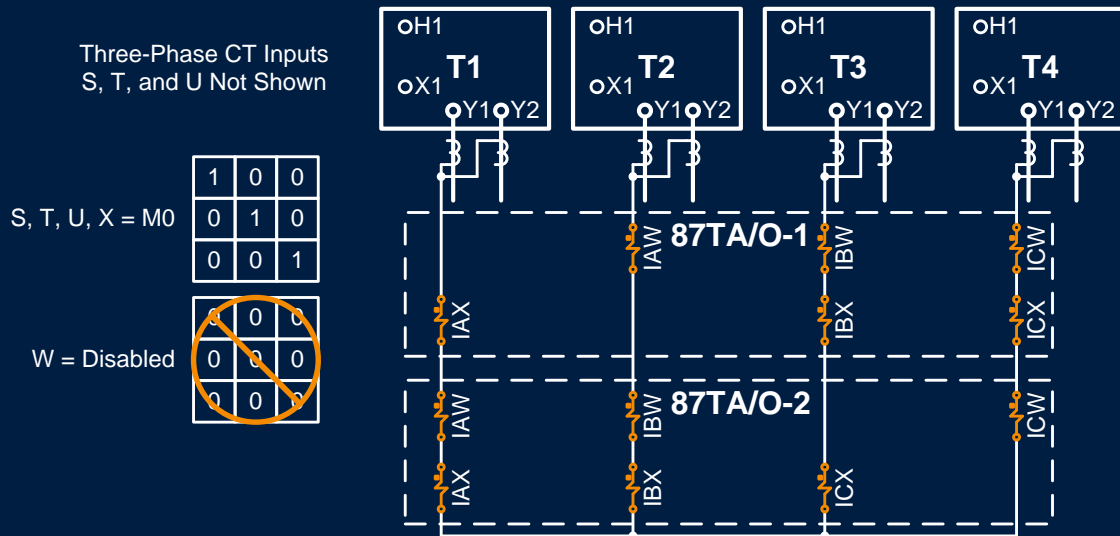 Three-Phase CT Inputs
S, T, and U Not Shown
H1
T1
X1
Y1
Y2
H1
T2
X1
Y1
Y2
H1
T3
X1
Y1
Y2
H1
T4
X1
Y1
Y2
S, T, U, X = M0
1 0 0
0 1 0
0 0 1
W = Disabled
0 0 0
0 0 0
0 0 0
87TA/O-1
IAW
IBW
ICW
IAX
IBX
ICX
87TA/O-2
IAW
IBW
ICW
IAX
IBX
ICX